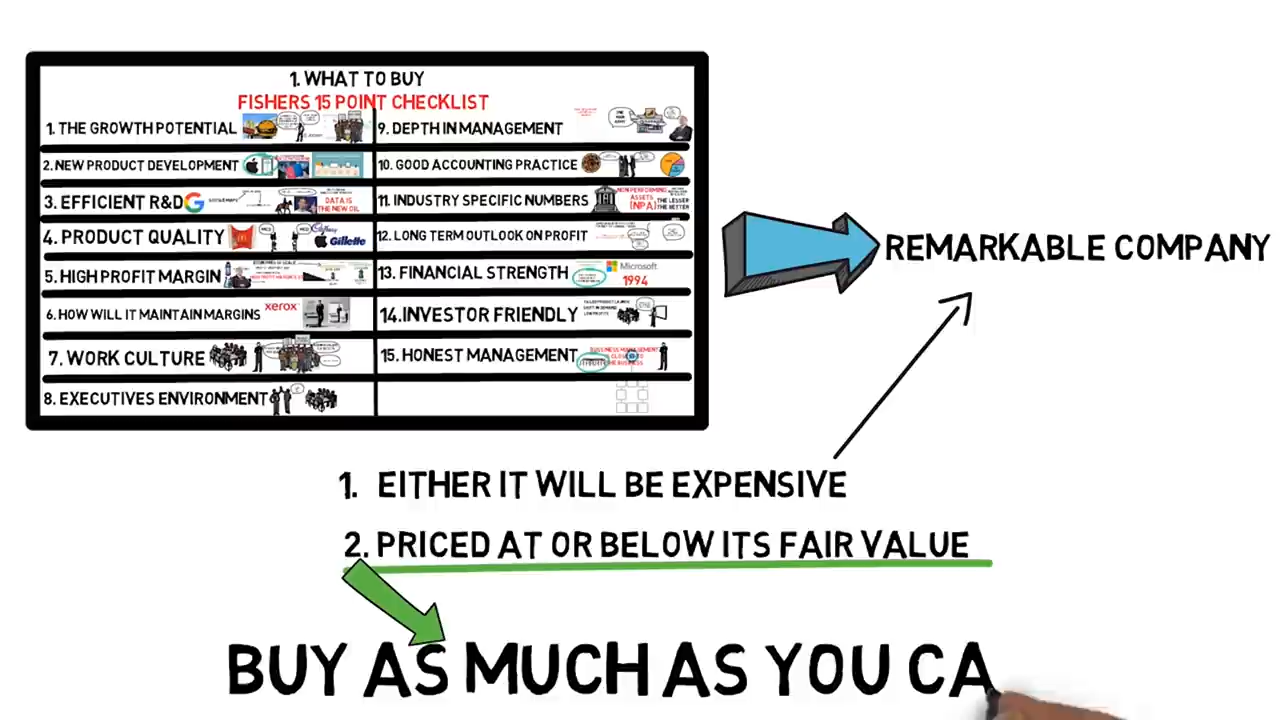 1. WHAT TO BUY
FISHERS 15 POINT CHECKLIST
1. THE GROWTH POTENTIAL
2. NEW PRODUCT DEVELOPMENT
3. EFFICIENT R&D
DATA IS
THE NEW OIL
4. PRODUCT QUALITY
Gillette
5. HIGH PROFIT MARGIN
6. HOW WILL IT MAINTAIN MARGINS
xerox
7. WORK CULTURE
8. EXECUTIVES ENVIRONMENT
9. DEPTH IN MANAGEMENT
10. GOOD ACCOUNTING PRACTICE
11. INDUSTRY SPECIFIC NUMBERS
NON PERFORMING
ASSETS
(NPA)
THE LESSER
THE BETTER
12. LONG TERM OUTLOOK ON PROFIT
13. FINANCIAL STRENGTH
Microsoft
1994
14. INVESTOR FRIENDLY
15. HONEST MANAGEMENT
REMARKABLE COMPANY
1. EITHER IT WILL BE EXPENSIVE
2. PRICED AT OR BELOW ITS FAIR VALUE
BUY AS MUCH AS YOU CA